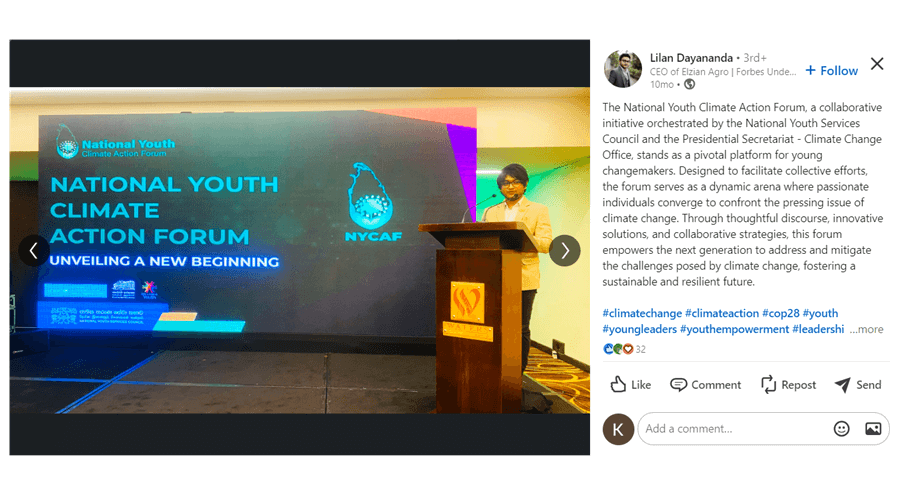 National Youth
Climate Action Forum
NATIONAL YOUTH
CLIMATE
ACTION FORUM
UNVEILING A NEW BEGINNING
NYCAF
Lilan Dayananda • 3rd+
CEO of Elzian Agro | Forbes Unde...
10mo •
+ Follow
The National Youth Climate Action Forum, a collaborative
initiative orchestrated by the National Youth Services
Council and the Presidential Secretariat - Climate Change
Office, stands as a pivotal platform for young
changemakers. Designed to facilitate collective efforts,
the forum serves as a dynamic arena where passionate
individuals converge to confront the pressing issue of
climate change. Through thoughtful discourse, innovative
solutions, and collaborative strategies, this forum
empowers the next generation to address and mitigate
the challenges posed by climate change, fostering a
sustainable and resilient future.
#climatechange #climateaction #cop28 #youth
#youngleaders #youthempowerment #leadershi ...more
32
Like
Comment
Repost
Send
K
Add a comment...